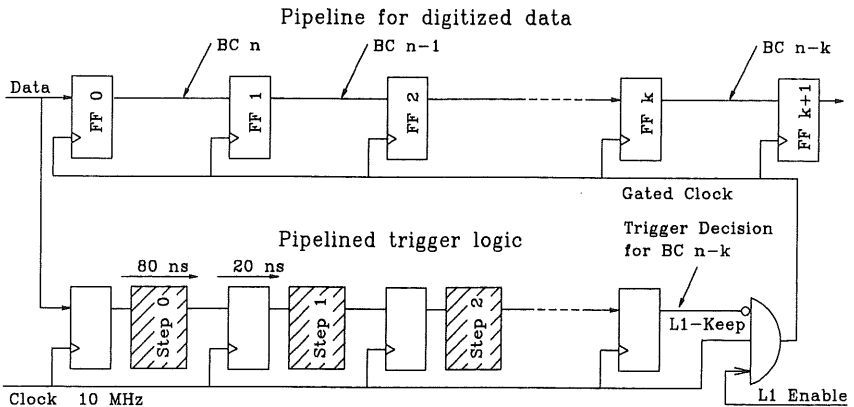 Pipeline for digitized data
BC n
BC n-1
BC n-k
Data
FF 0
FF 1
FF 2
FF k
FF k+1
Gated Clock
Pipelined trigger logic
Trigger Decision
for BC n-k
80 ns
20 ns
Step 0
Step 1
Step 2
L1-Keep
Clock 10 MHz
L1 Enable